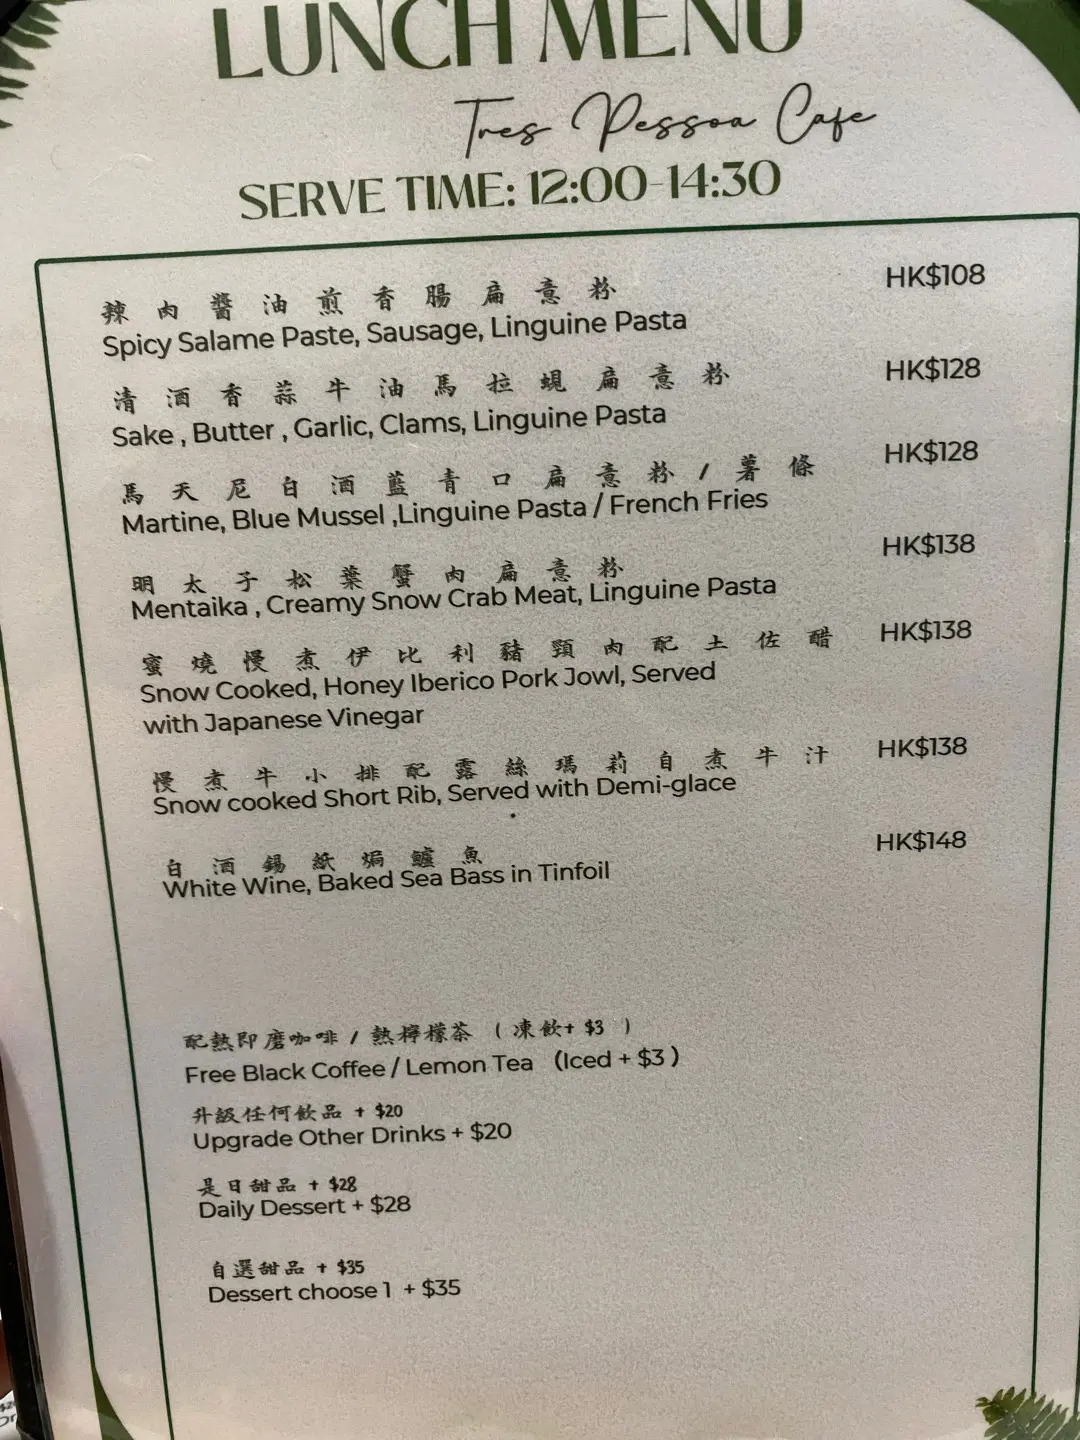 LUNCH MENU
Tres Pessoa Cafe
SERVE TIME: 12:00-14:30
辣肉醬油煎香腸扁意粉 HK$108
Spicy Salame Paste, Sausage, Linguine Pasta
清酒香蒜牛油馬拉蜆扁意粉 HK$128
Sake , Butter , Garlic, Clams, Linguine Pasta
馬天尼白酒藍青口扁意粉 / 薯條 HK$128
Martine, Blue Mussel ,Linguine Pasta / French Fries
明太子松葉蟹肉扁意粉 HK$138
Mentaika , Creamy Snow Crab Meat, Linguine Pasta
蜜燒慢煮伊比利豬頸肉配土佐醋 HK$138
Snow Cooked, Honey Iberico Pork Jowl, Served
with Japanese Vinegar
慢煮牛小排配露絲瑪莉自煮牛汁 HK$138
Snow cooked Short Rib, Served with Demi-glace
白酒錫紙焗鱸魚 HK$148
White Wine, Baked Sea Bass in Tinfoil
配熱即磨咖啡 / 熱檸檬茶 ( 凍飲+ $3 )
Free Black Coffee / Lemon Tea (Iced + $3 )
升級任何飲品 + $20
Upgrade Other Drinks + $20
是日甜品 + $28
Daily Dessert + $28
自選甜品 + $35
Dessert choose 1 + $35